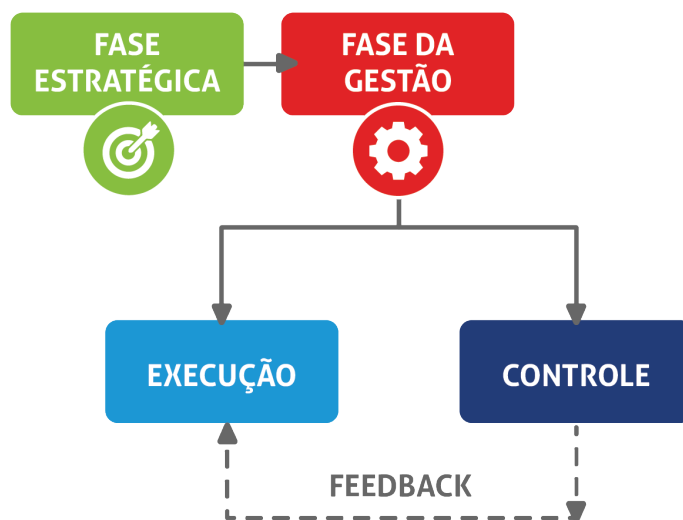 FASE
ESTRATÉGICA
FASE DA
GESTÃO
EXECUÇÃO
CONTROLE
FEEDBACK